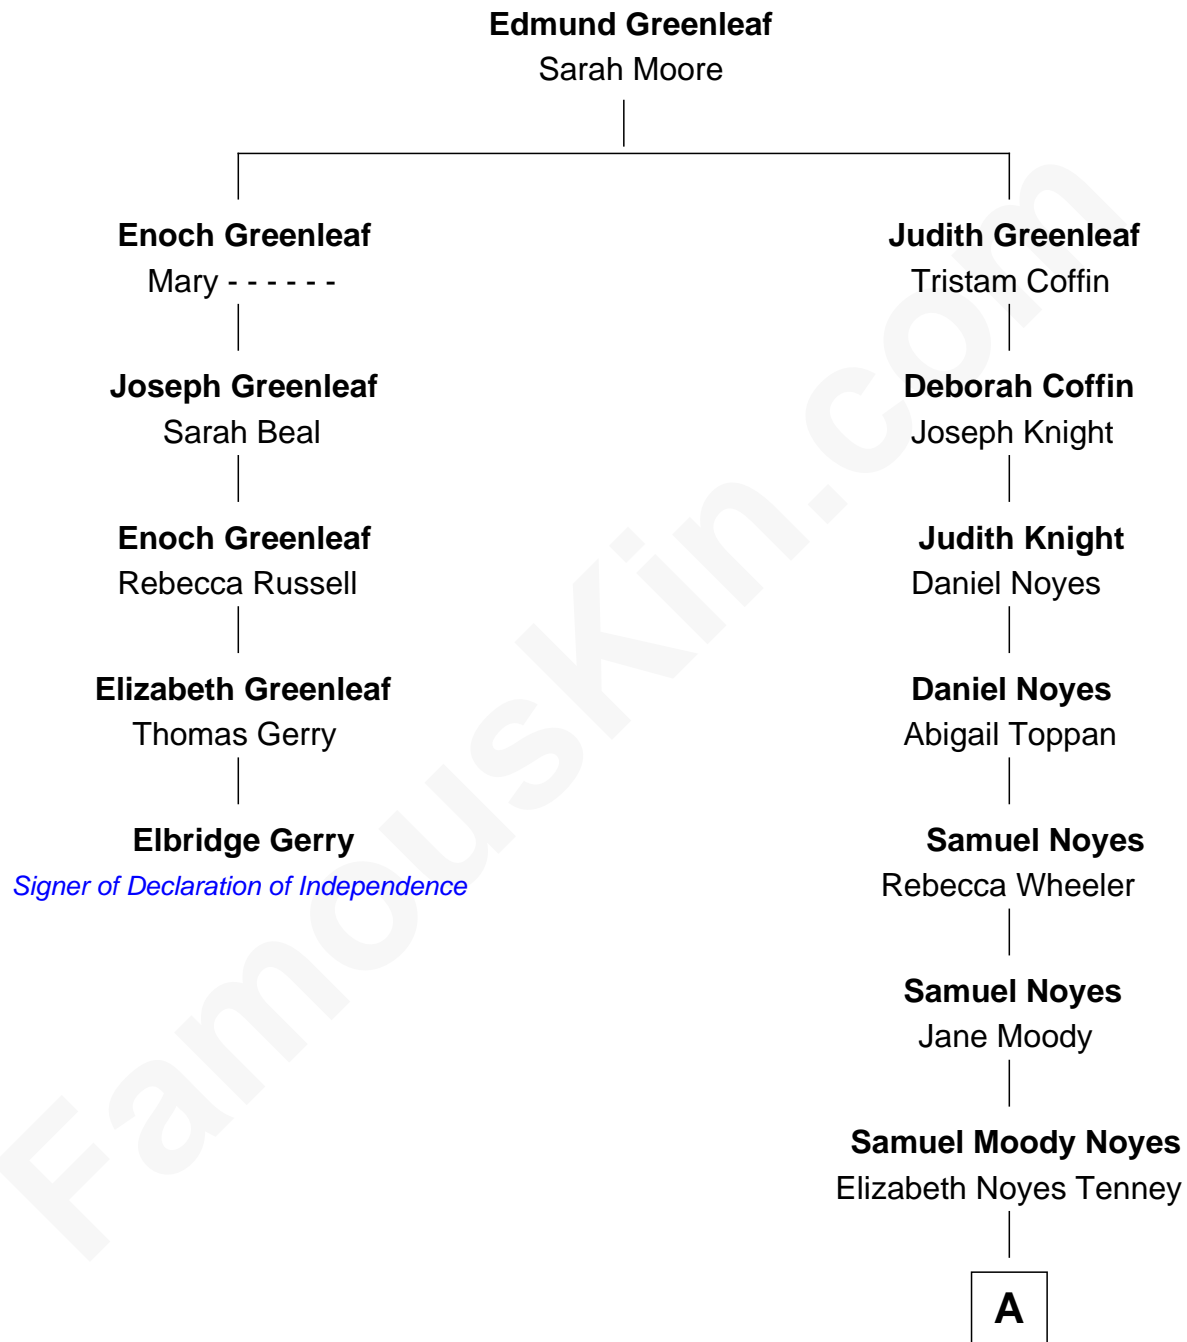 Edmund Greenleaf
Sarah Moore
Enoch Greenleaf
Mary - - - - - -
Joseph Greenleaf
Sarah Beal
Enoch Greenleaf
Rebecca Russell
Elizabeth Greenleaf
Thomas Gerry
Elbridge Gerry
Signer of Declaration of Independence
Judith Greenleaf
Tristam Coffin
Deborah Coffin
Joseph Knight
Judith Knight
Daniel Noyes
Daniel Noyes
Abigail Toppan
Samuel Noyes
Rebecca Wheeler
Samuel Noyes
Jane Moody
Samuel Moody Noyes
Elizabeth Noyes Tenney
A
FamousKin.com